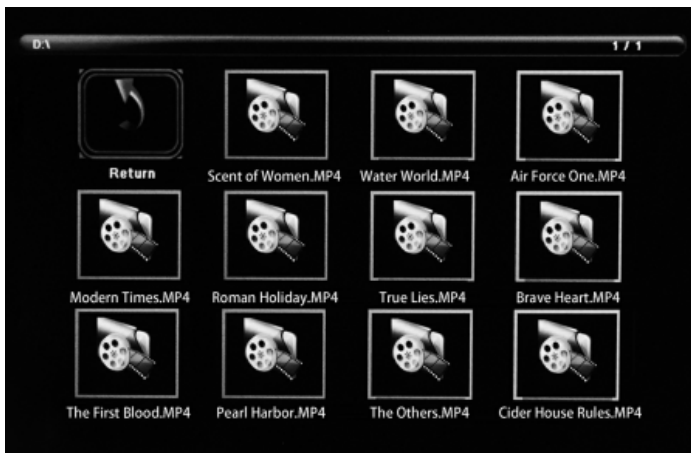 D:\ 1 / 1
Return Scent of Women.MP4 Water World.MP4 Air Force One.MP4
Modern Times.MP4 Roman Holiday.MP4 True Lies.MP4 Brave Heart.MP4
The First Blood.MP4 Pearl Harbor.MP4 The Others.MP4 Cider House Rules.MP4